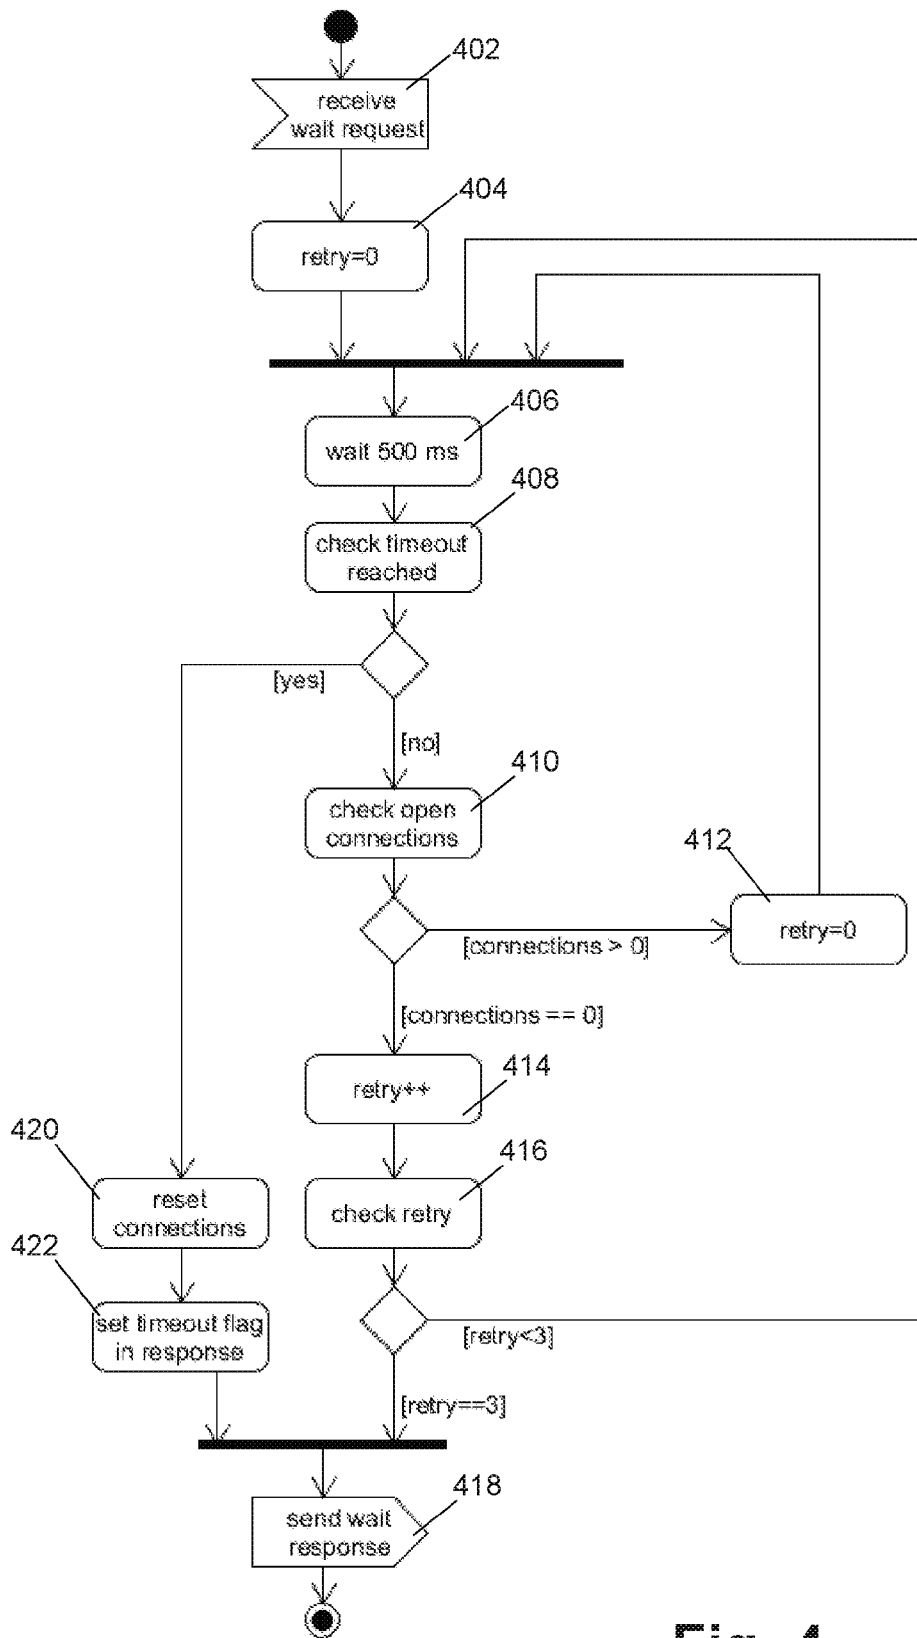 402
receive
wait request
404
retry=0
406
wait 500 ms
408
check timeout
reached
[yes]
[no]
410
check open
connections
412
retry=0
[connections > 0]
[connections == 0]
414
retry++
420
416
reset
connections
check retry
422
set timeout flag
in response
[retry<3]
[retry==3]
418
send wait
response
Fig. 4